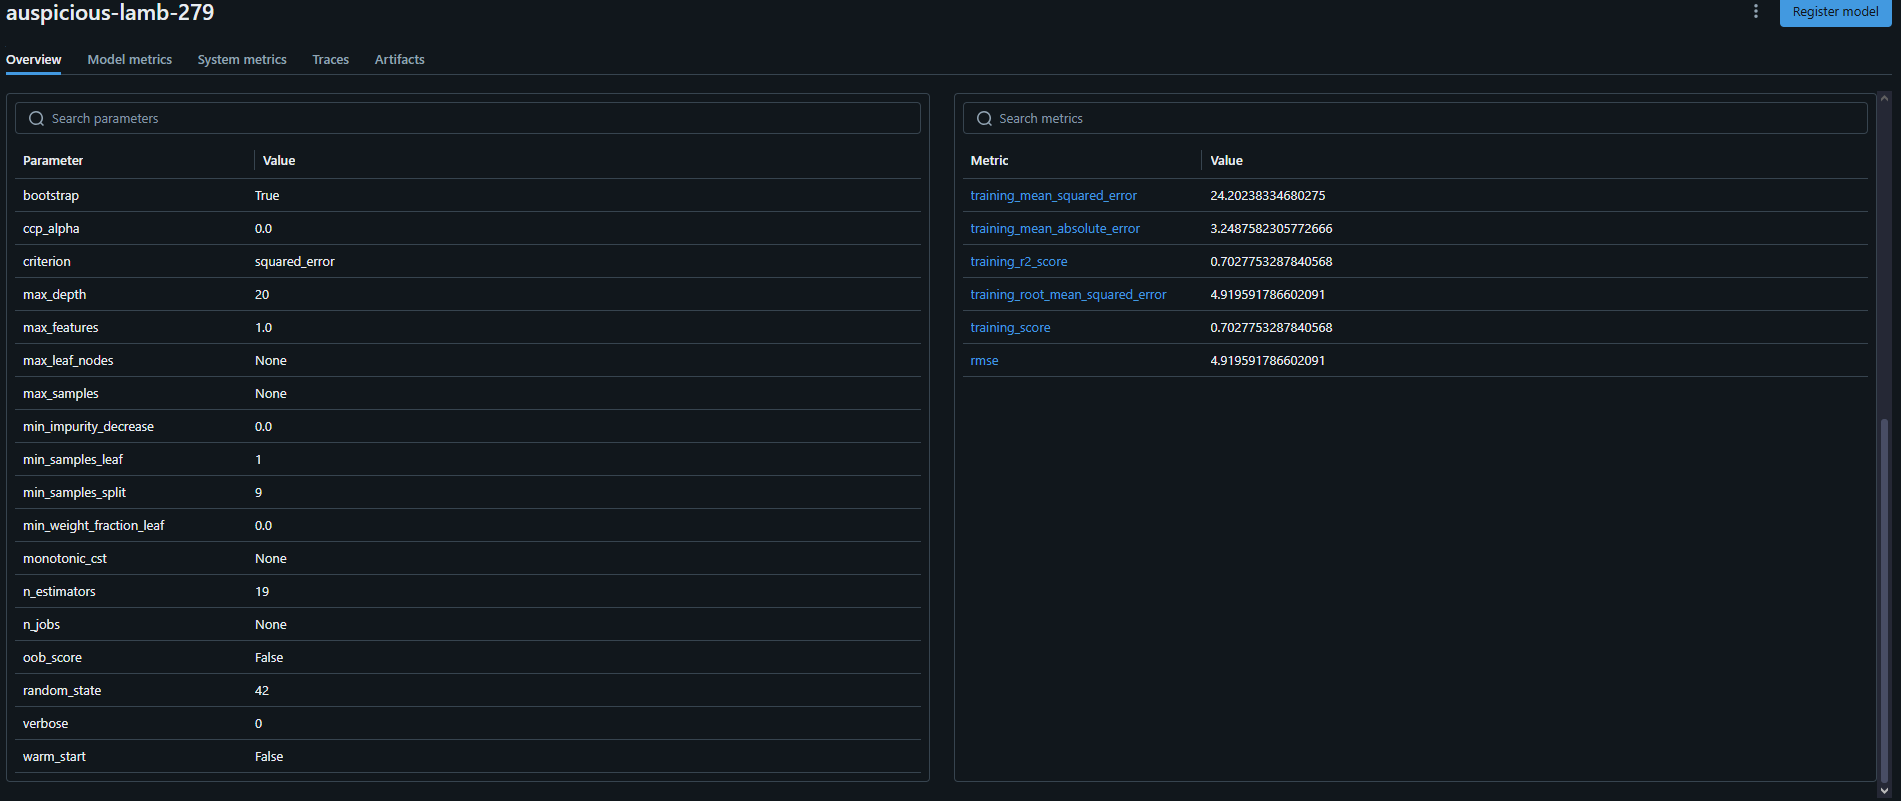 auspicious-lamb-279
Register model
Overview Model metrics System metrics Traces Artifacts
Search parameters
Parameter Value
bootstrap True
ccp_alpha 0.0
criterion squared_error
max_depth 20
max_features 1.0
max_leaf_nodes None
max_samples None
min_impurity_decrease 0.0
min_samples_leaf 1
min_samples_split 9
min_weight_fraction_leaf 0.0
monotonic_cst None
n_estimators 19
n_jobs None
oob_score False
random_state 42
verbose 0
warm_start False
Search metrics
Metric Value
training_mean_squared_error 24.20238334680275
training_mean_absolute_error 3.2487582305772666
training_r2_score 0.7027753287840568
training_root_mean_squared_error 4.919591786602091
training_score 0.7027753287840568
rmse 4.919591786602091